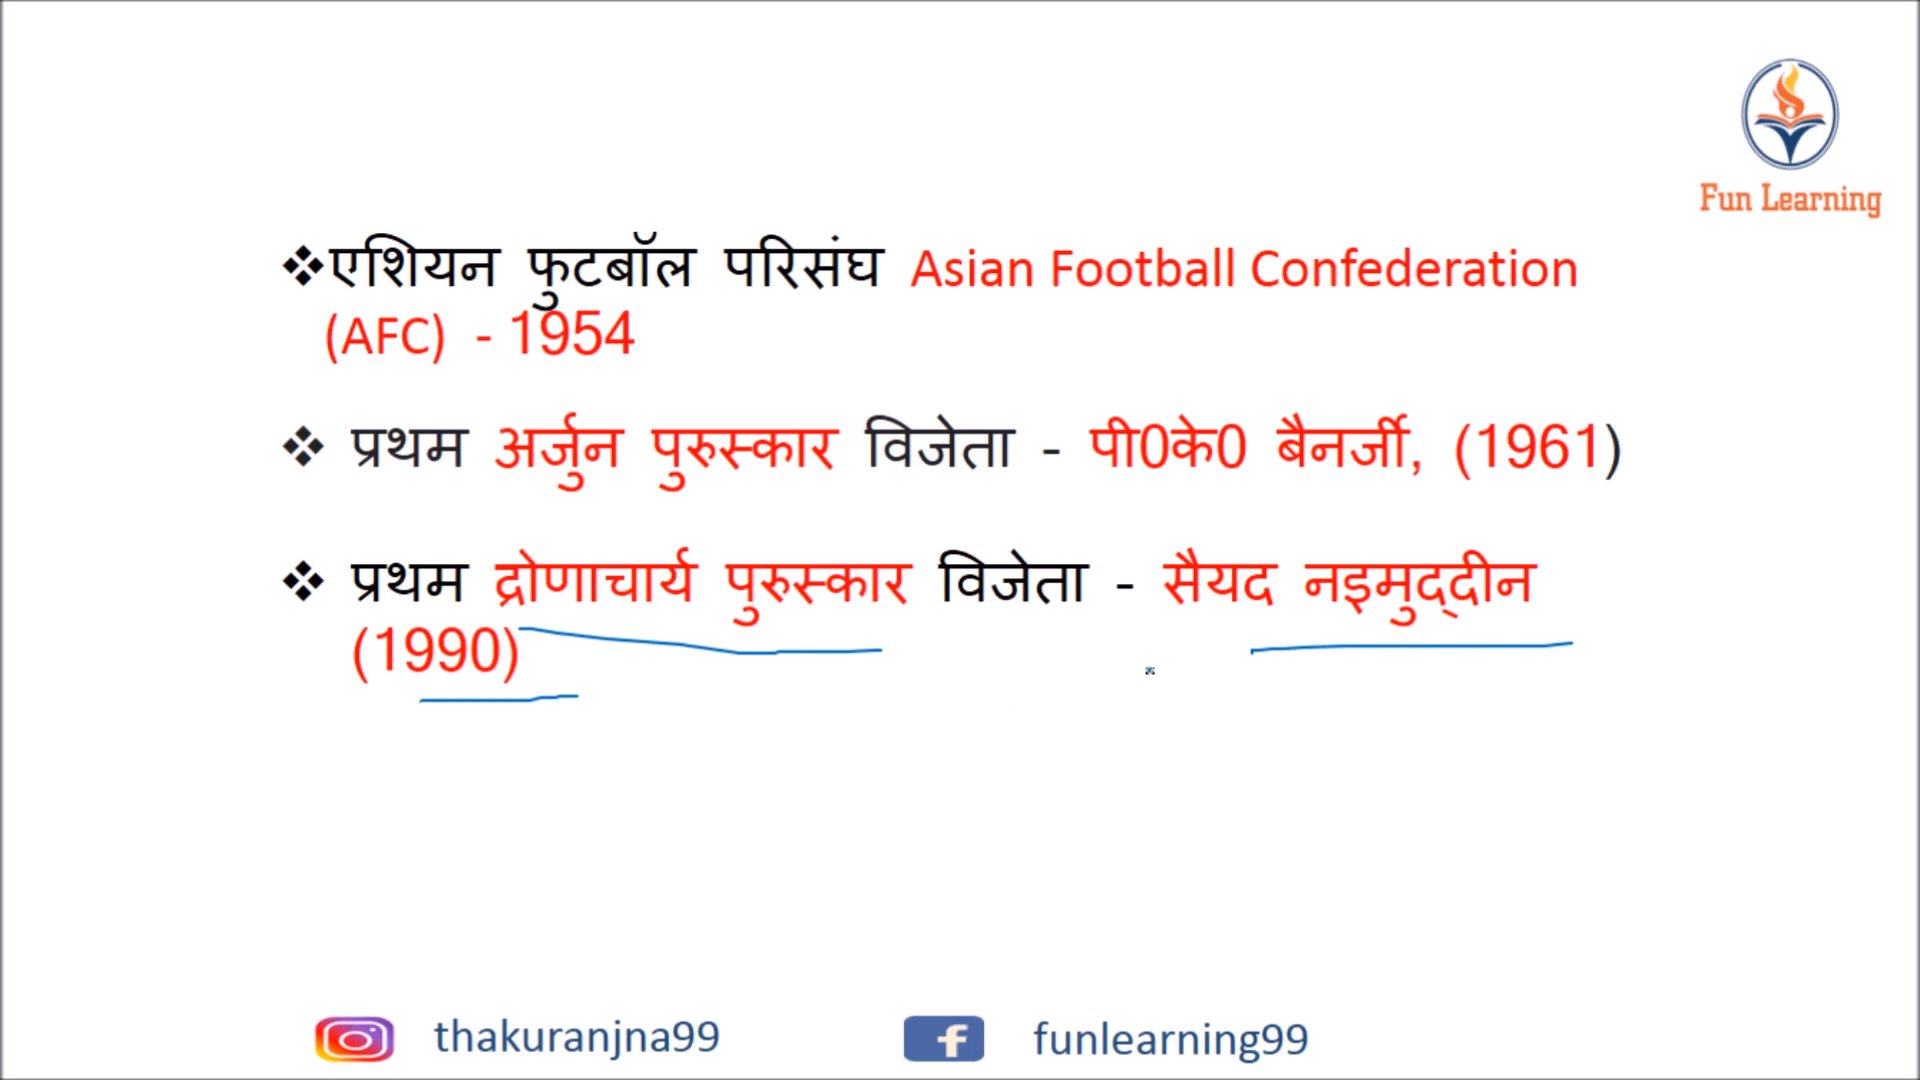 Fun Learning
❖एशियन फुटबॉल परिसंघ Asian Football Confederation
(AFC) - 1954
❖ प्रथम अर्जुन पुरुस्कार विजेता - पी0के0 बैनर्जी, (1961)
❖ प्रथम द्रोणाचार्य पुरुस्कार विजेता - सैयद नइमुद्दीन
(1990)
thakuranjna99
funlearning99